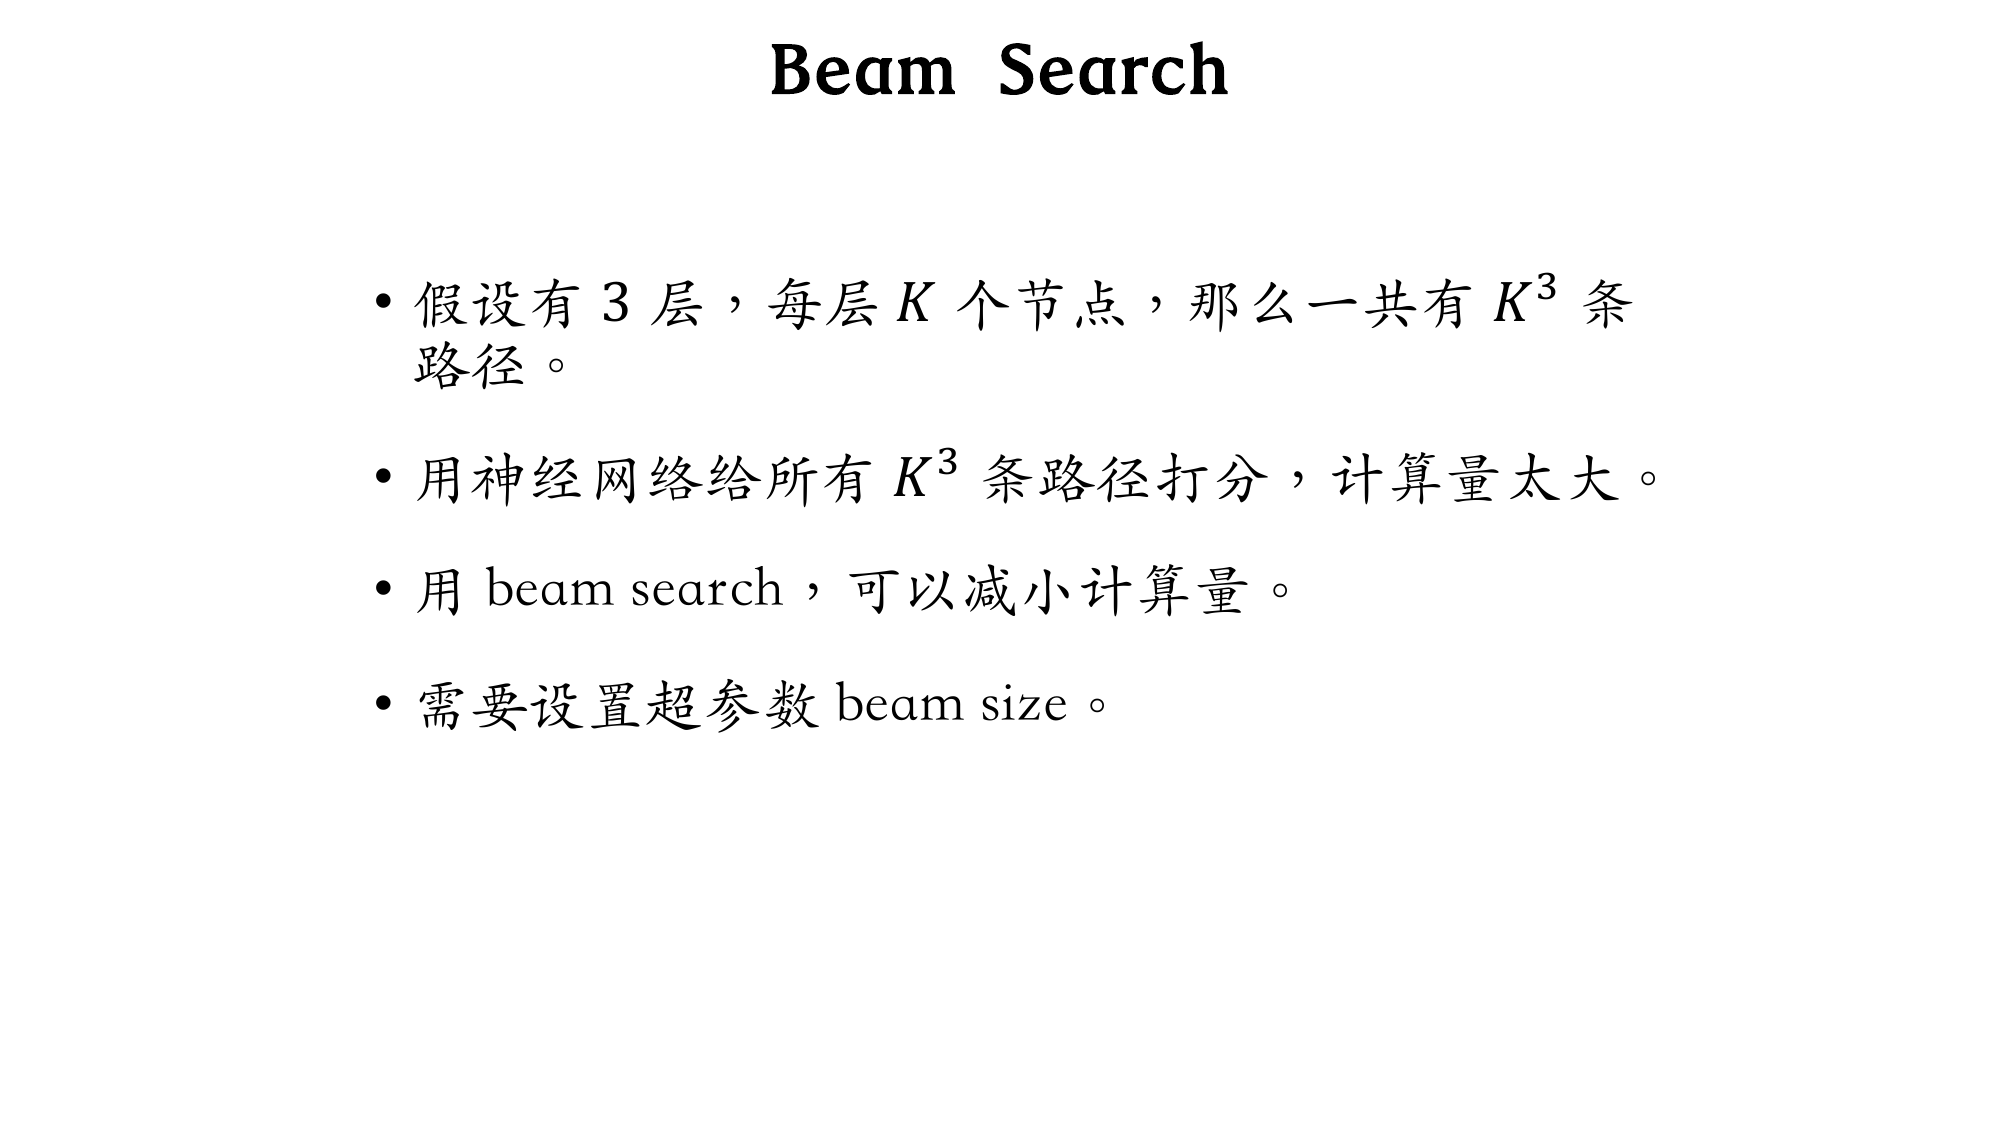 Beam Search
• 假设有 3 层，每层 K 个节点，那么一共有 K³ 条
路径。
• 用神经网络给所有 K³ 条路径打分，计算量太大。
• 用 beam search，可以减小计算量。
• 需要设置超参数 beam size。